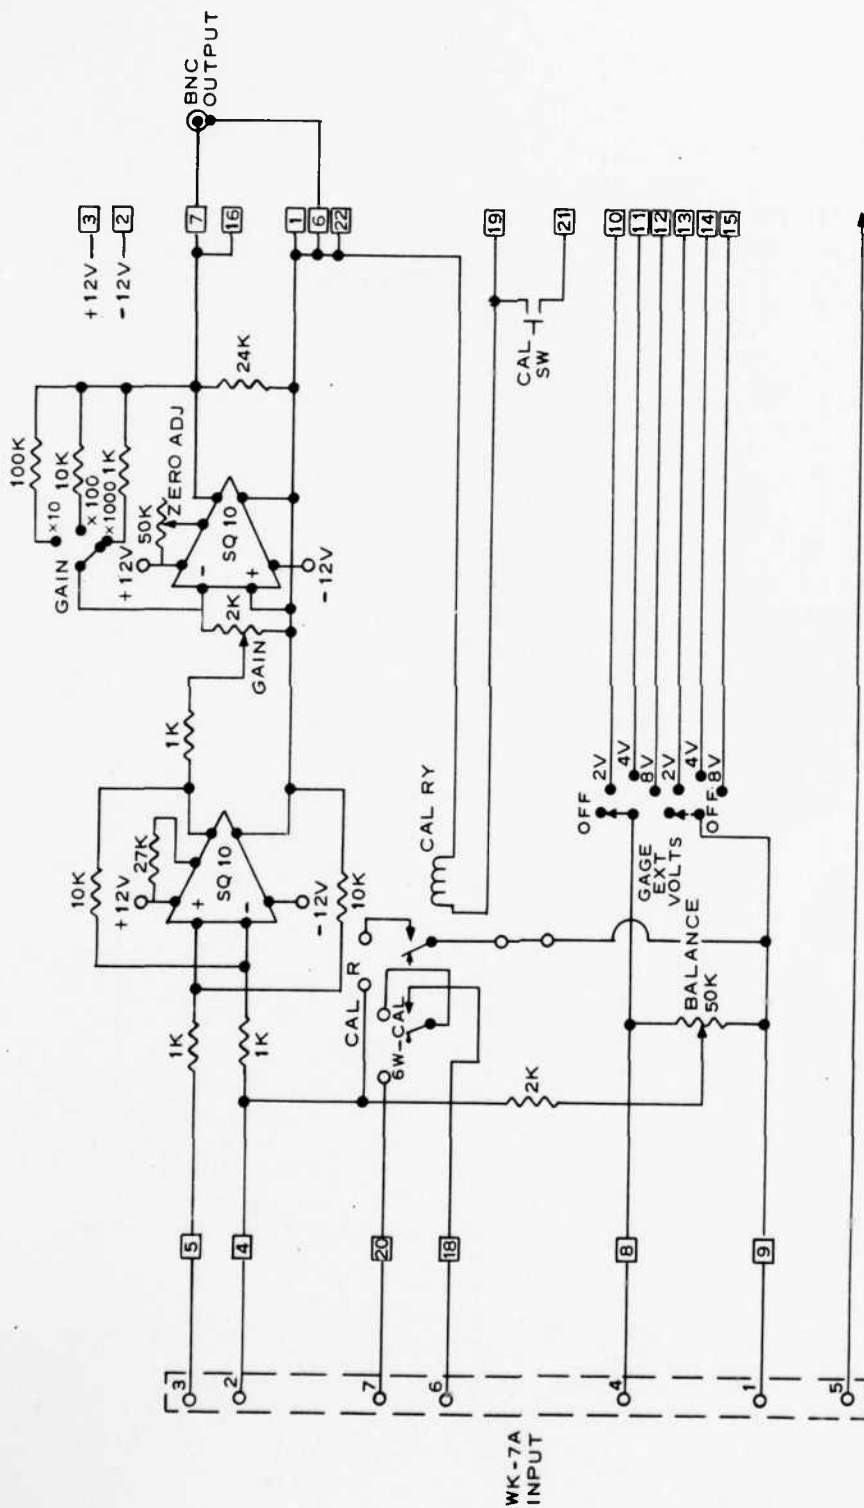 WK-7A
INPUT
3
2
7
6
4
1
5
5
4
20
18
8
9
1K
1K
10K
+12V
27K
+
-
SQ 10
-12V
10K
1K
GAIN
2K
GAIN
×10
×100
×1000
100K
10K
1K
+12V
50K
ZERO ADJ
-
+
SQ 10
-12V
24K
+12V
3
-12V
2
BNC
OUTPUT
7
16
1
6
22
CAL R
6W-CAL
CAL RY
2K
CAL
SW
19
21
BALANCE
50K
GAGE
EXT
VOLTS
OFF
2V
4V
8V
OFF
2V
4V
8V
10
11
12
13
14
15